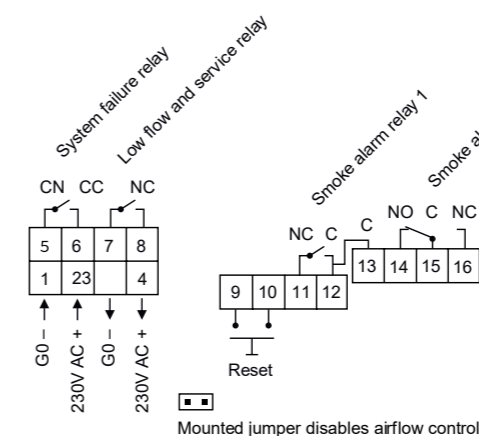 System failure relay
Low flow and service relay
Smoke alarm relay 1
Smoke al
CN CC NC
NC C C
NO C NC
5 6 7 8
1 23 4
9 10 11 12
13 14 15 16
G0 –
230V AC +
G0 –
230V AC +
Reset
Mounted jumper disables airflow control